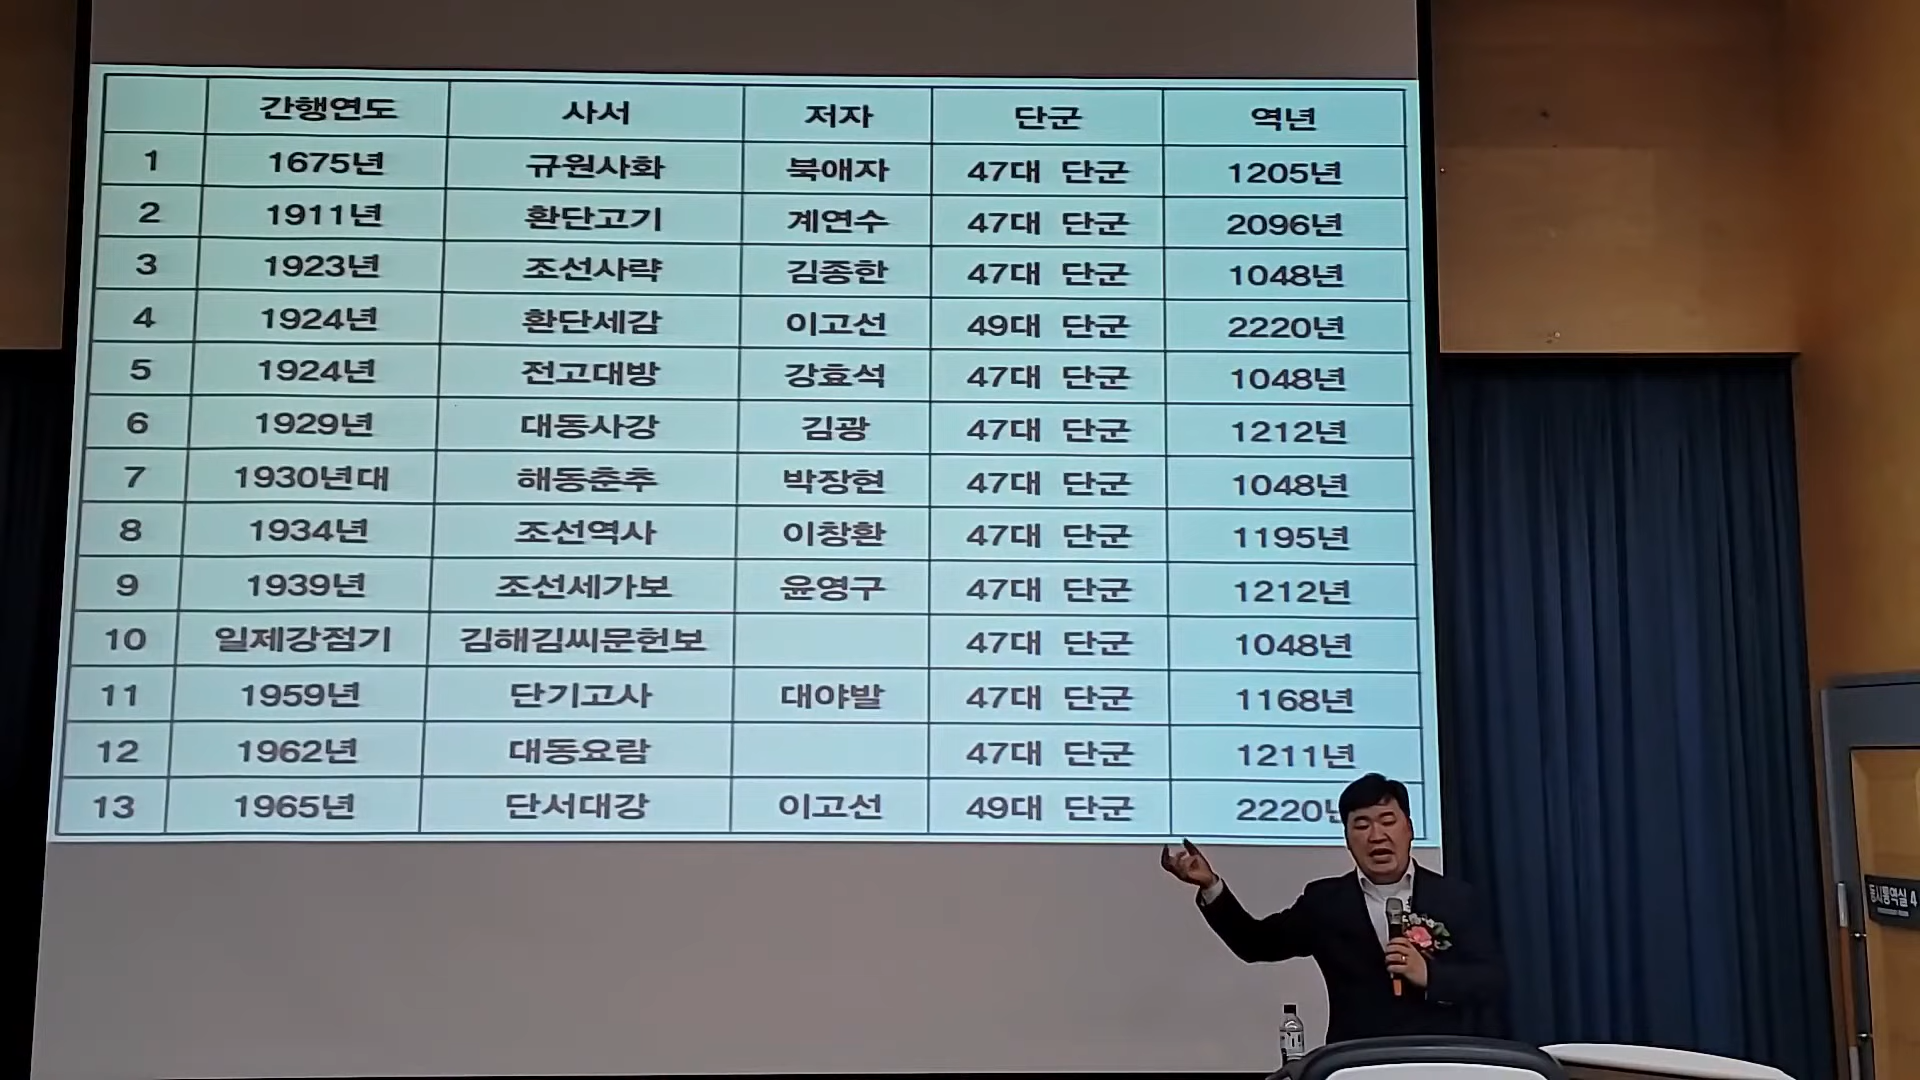 간행연도 사서 저자 단군 역년
1 1675년 규원사화 북애자 47대 단군 1205년
2 1911년 환단고기 계연수 47대 단군 2096년
3 1923년 조선사략 김종한 47대 단군 1048년
4 1924년 환단세감 이고선 49대 단군 2220년
5 1924년 전고대방 강효석 47대 단군 1048년
6 1929년 대동사강 김광 47대 단군 1212년
7 1930년대 해동춘추 박장현 47대 단군 1048년
8 1934년 조선역사 이창환 47대 단군 1195년
9 1939년 조선세가보 윤영구 47대 단군 1212년
10 일제강점기 김해김씨문헌보 47대 단군 1048년
11 1959년 단기고사 대야발 47대 단군 1168년
12 1962년 대동요람 47대 단군 1211년
13 1965년 단서대강 이고선 49대 단군 2220년
동시통역실 4